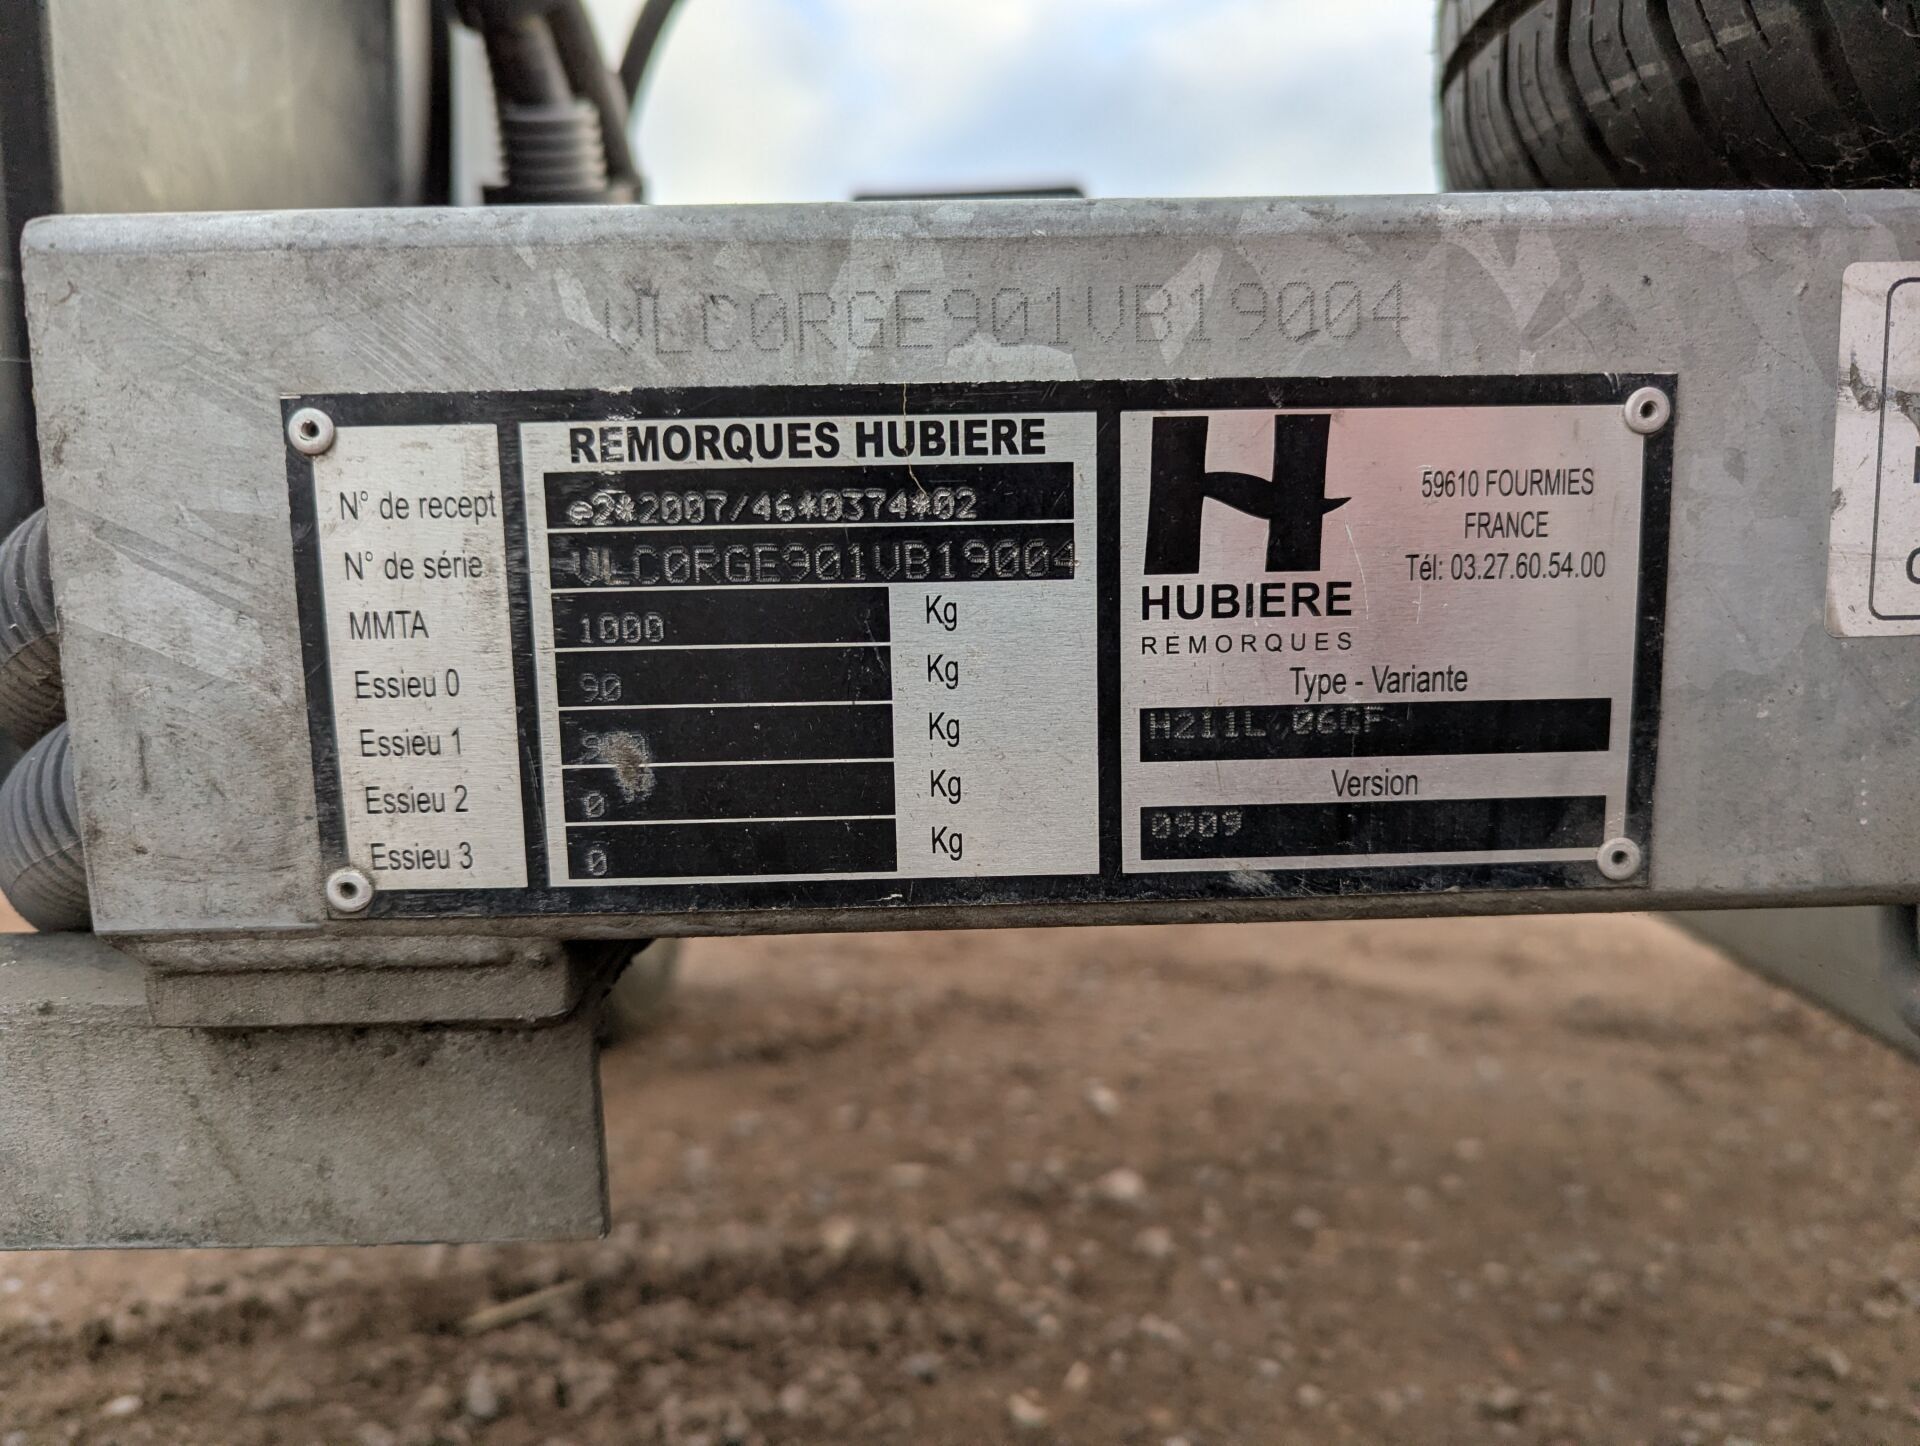 VLC0RGE901VB19004
REMORQUES HUBIERE
N° de recept e2*2007/46*0374*02
N° de série VLC0RGE901VB19004
MMTA 1000 Kg
Essieu 0 90 Kg
Essieu 1 Kg
Essieu 2 0 Kg
Essieu 3 0 Kg
H
HUBIERE
REMORQUES
59610 FOURMIES
FRANCE
Tél: 03.27.60.54.00
Type - Variante
H211L
Version
0909